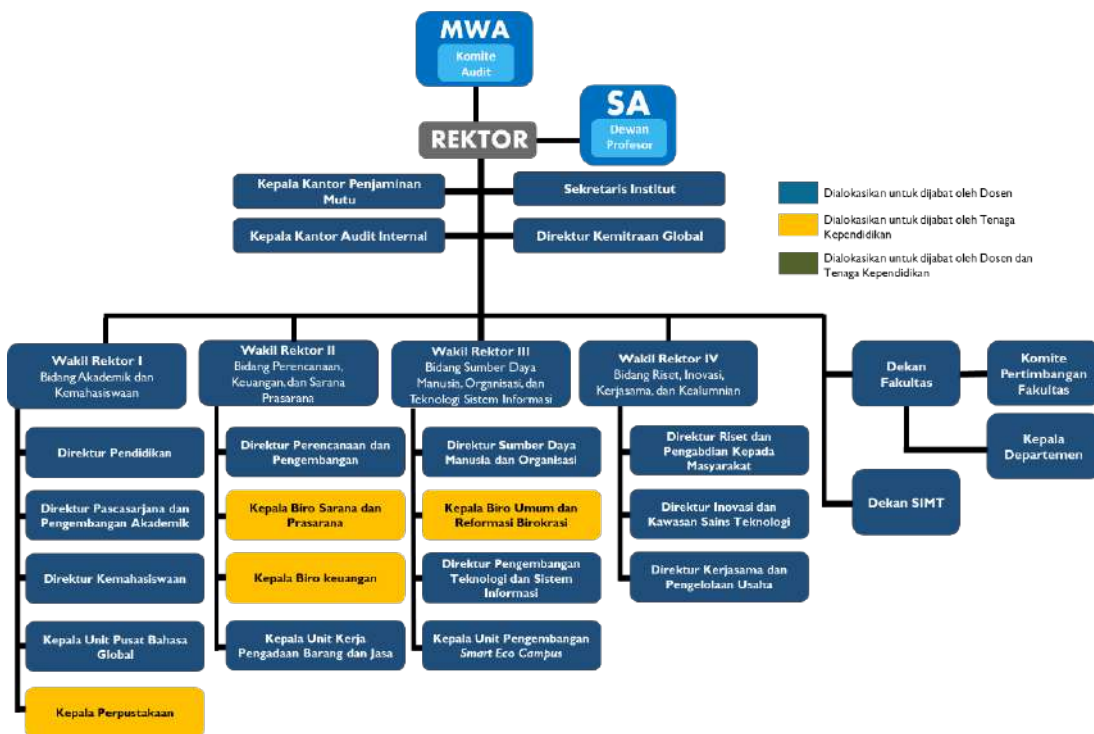 MWA
Komite
Audit
SA
Dewan
Profesor
REKTOR
Kepala Kantor Penjaminan
Mutu
Sekretaris Institut
Kepala Kantor Audit Internal
Direktur Kemitraan Global
Dialokasikan untuk dijabat oleh Dosen
Dialokasikan untuk dijabat oleh Tenaga
Kependidikan
Dialokasikan untuk dijabat oleh Dosen dan
Tenaga Kependidikan
Wakil Rektor I
Bidang Akademik dan
Kemahasiswaan
Wakil Rektor II
Bidang Perencanaan,
Keuangan, dan Sarana
Prasarana
Wakil Rektor III
Bidang Sumber Daya
Manusia, Organisasi, dan
Teknologi Sistem Informasi
Wakil Rektor IV
Bidang Riset, Inovasi,
Kerjasama, dan Kealumnian
Dekan
Fakultas
Komite
Pertimbangan
Fakultas
Kepala
Departemen
Dekan SIMT
Direktur Pendidikan
Direktur Pascasarjana dan
Pengembangan Akademik
Direktur Kemahasiswaan
Kepala Unit Pusat Bahasa
Global
Kepala Perpustakaan
Direktur Perencanaan dan
Pengembangan
Kepala Biro Sarana dan
Prasarana
Kepala Biro keuangan
Kepala Unit Kerja
Pengadaan Barang dan Jasa
Direktur Sumber Daya
Manusia dan Organisasi
Kepala Biro Umum dan
Reformasi Birokrasi
Direktur Pengembangan
Teknologi dan Sistem
Informasi
Kepala Unit Pengembangan
Smart Eco Campus
Direktur Riset dan
Pengabdian Kepada
Masyarakat
Direktur Inovasi dan
Kawasan Sains Teknologi
Direktur Kerjasama dan
Pengelolaan Usaha